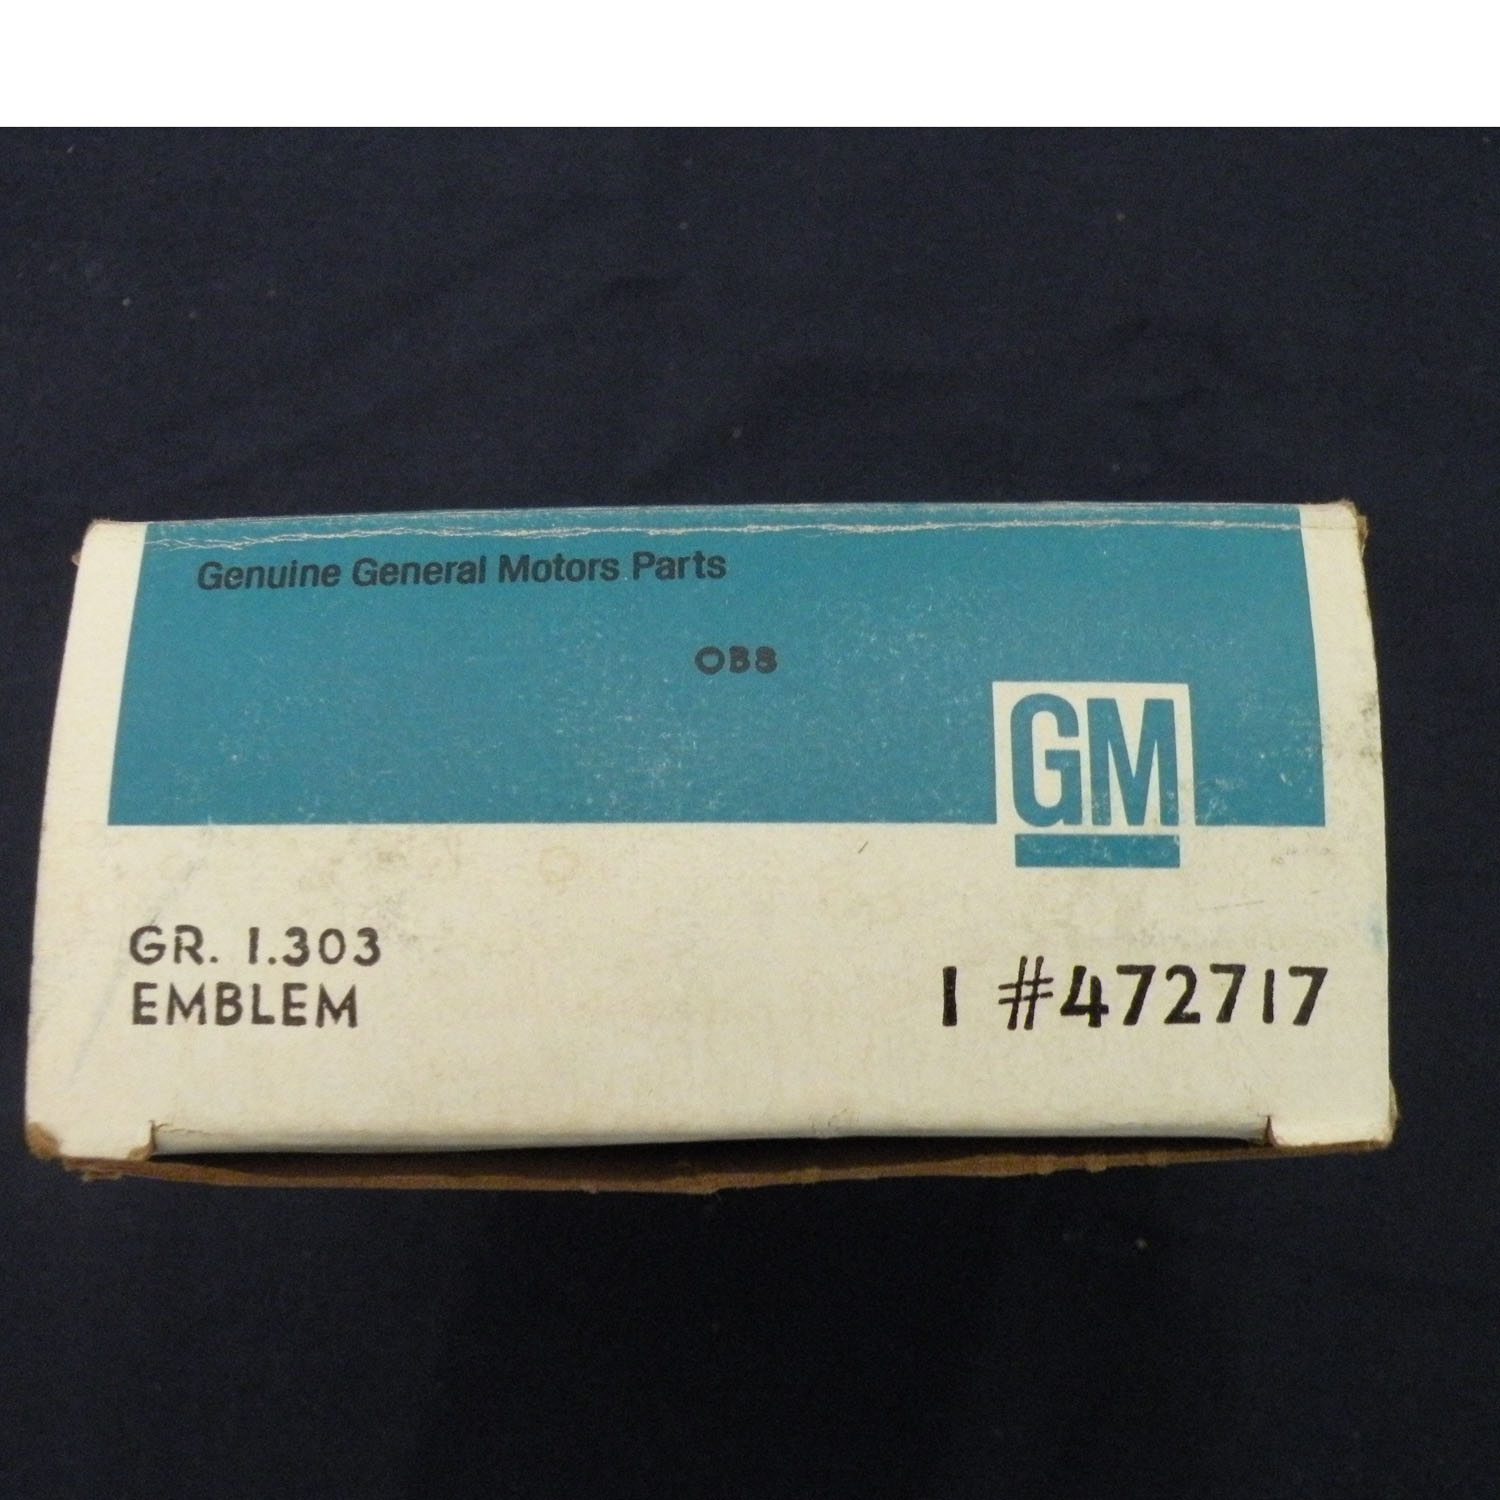 Genuine General Motors Parts
OB8
GM
GR. 1.303
EMBLEM
1 #472717